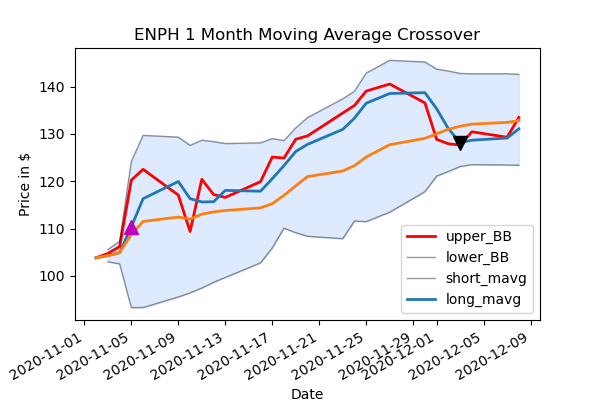 ENPH 1 Month Moving Average Crossover
Price in $
140
130
120
110
100
upper_BB
lower_BB
short_mavg
long_mavg
2020-11-01
2020-11-05
2020-11-09
2020-11-13
2020-11-17
2020-11-21
2020-11-25
2020-11-29
2020-12-01
2020-12-05
2020-12-09
Date